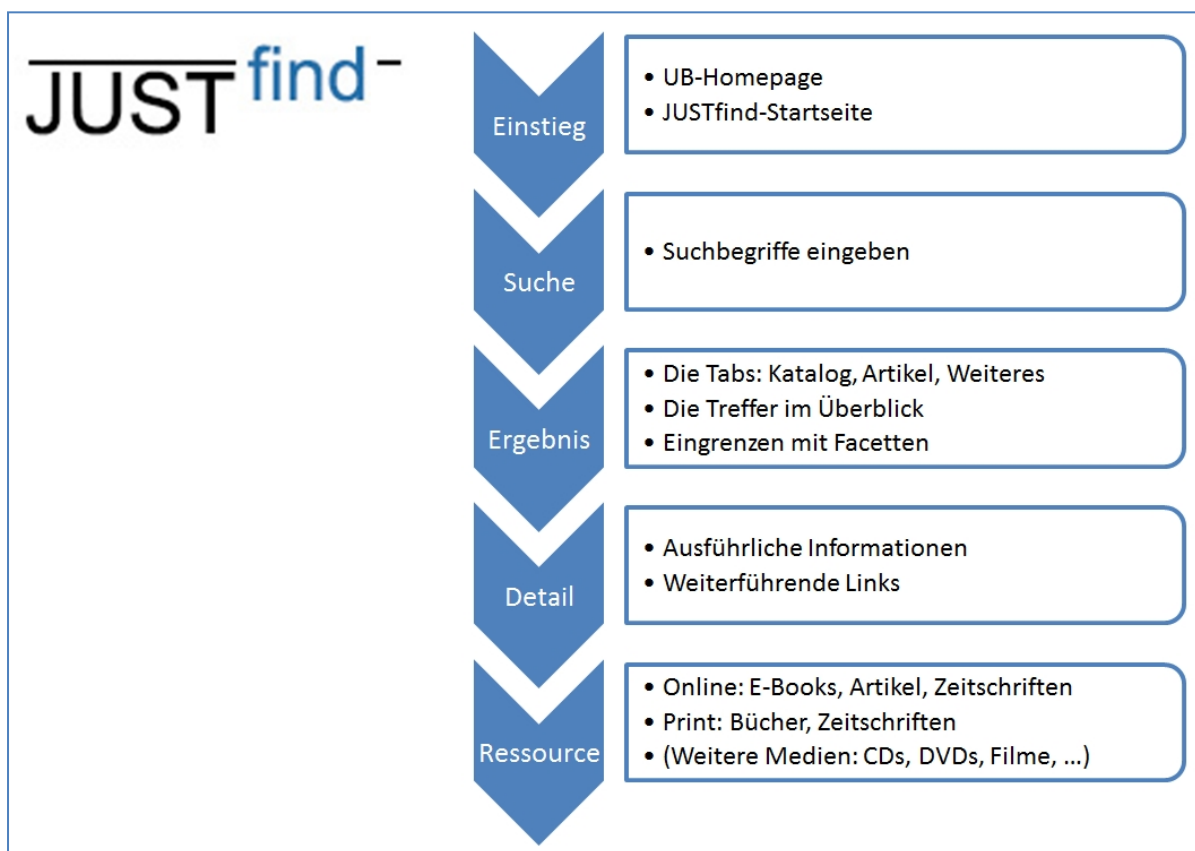 JUSTfind
Einstieg
• UB-Homepage
• JUSTfind-Startseite
Suche
• Suchbegriffe eingeben
Ergebnis
• Die Tabs: Katalog, Artikel, Weiteres
• Die Treffer im Überblick
• Eingrenzen mit Facetten
Detail
• Ausführliche Informationen
• Weiterführende Links
Ressource
• Online: E-Books, Artikel, Zeitschriften
• Print: Bücher, Zeitschriften
• (Weitere Medien: CDs, DVDs, Filme, ...)